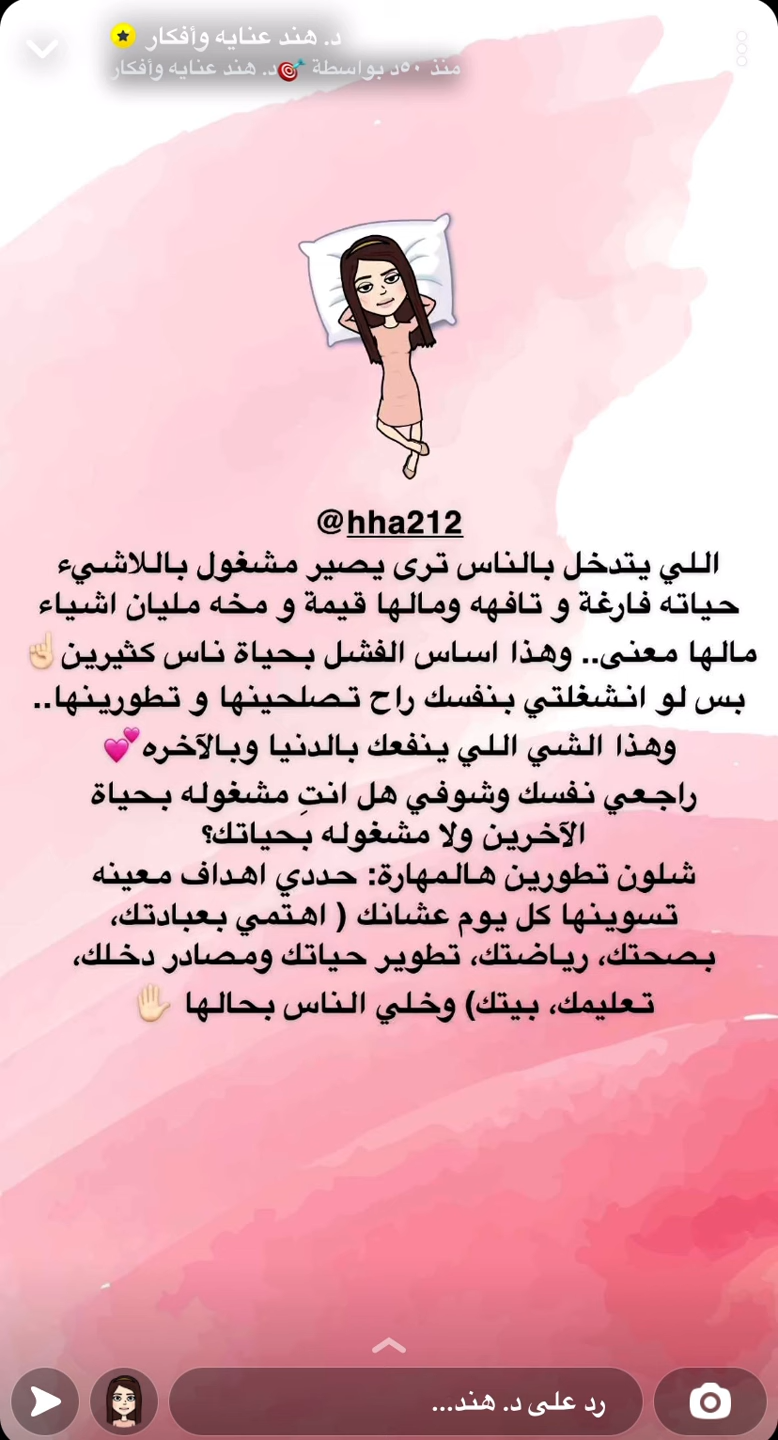 د. هند عنايه وأفكار
منذ ٥٠د بواسطة 🎯د. هند عنايه وأفكار
@hha212
اللي يتدخل بالناس ترى يصير مشغول باللاشيء
حياته فارغة و تافهه ومالها قيمة و مخه مليان اشياء
مالها معنى.. وهذا اساس الفشل بحياة ناس كثيرين☝🏻
بس لو انشغلتي بنفسك راح تصلحينها و تطورينها..
وهذا الشي اللي ينفعك بالدنيا وبالآخره💕
راجعي نفسك وشوفي هل انتِ مشغوله بحياة
الآخرين ولا مشغوله بحياتك؟
شلون تطورين هالمهارة: حددي اهداف معينه
تسوينها كل يوم عشانك ( اهتمي بعبادتك،
بصحتك، رياضتك، تطوير حياتك ومصادر دخلك،
تعليمك، بيتك) وخلي الناس بحالها ✋🏻
رد على د. هند...